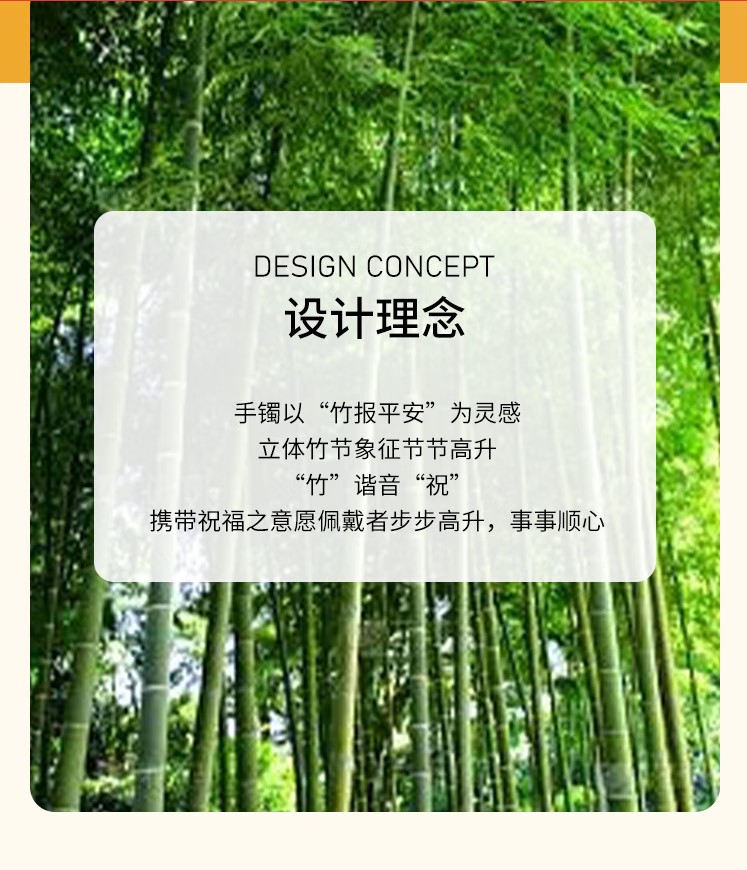 DESIGN CONCEPT
设计理念
手镯以“竹报平安”为灵感
立体竹节象征节节高升
“竹”谐音“祝”
携带祝福之意愿佩戴者步步高升，事事顺心